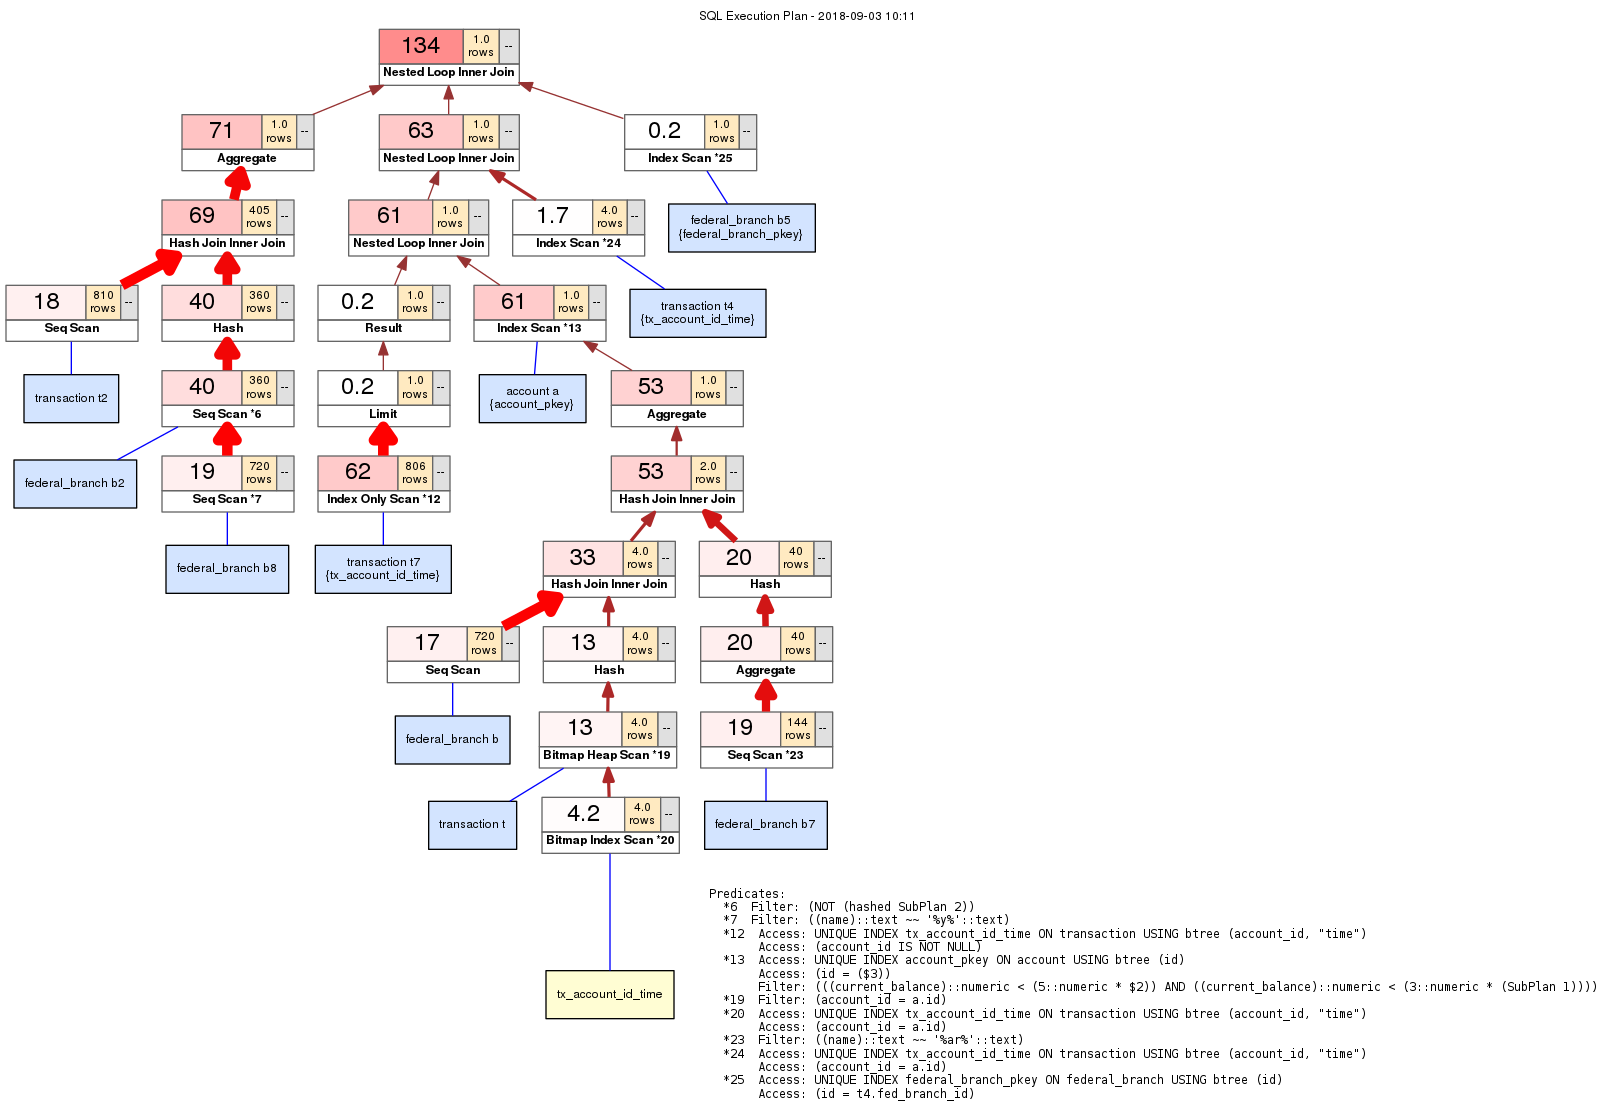 SQL Execution Plan - 2018-09-03 10:11
134
1.0
rows
--
Nested Loop Inner Join
71
1.0
rows
--
Aggregate
63
1.0
rows
--
Nested Loop Inner Join
0.2
1.0
rows
--
Index Scan *25
69
405
rows
--
Hash Join Inner Join
61
1.0
rows
--
Nested Loop Inner Join
1.7
4.0
rows
--
Index Scan *24
federal_branch b5
{federal_branch_pkey}
18
810
rows
--
Seq Scan
40
360
rows
--
Hash
0.2
1.0
rows
--
Result
61
1.0
rows
--
Index Scan *13
transaction t4
{tx_account_id_time}
transaction t2
40
360
rows
--
Seq Scan *6
0.2
1.0
rows
--
Limit
account a
{account_pkey}
53
1.0
rows
--
Aggregate
federal_branch b2
19
720
rows
--
Seq Scan *7
62
806
rows
--
Index Only Scan *12
53
2.0
rows
--
Hash Join Inner Join
federal_branch b8
transaction t7
{tx_account_id_time}
33
4.0
rows
--
Hash Join Inner Join
20
40
rows
--
Hash
17
720
rows
--
Seq Scan
13
4.0
rows
--
Hash
20
40
rows
--
Aggregate
federal_branch b
13
4.0
rows
--
Bitmap Heap Scan *19
19
144
rows
--
Seq Scan *23
transaction t
4.2
4.0
rows
--
Bitmap Index Scan *20
federal_branch b7
tx_account_id_time
Predicates:
*6 Filter: (NOT (hashed SubPlan 2))
*7 Filter: ((name)::text ~~ '%y%'::text)
*12 Access: UNIQUE INDEX tx_account_id_time ON transaction USING btree (account_id, "time")
Access: (account_id IS NOT NULL)
*13 Access: UNIQUE INDEX account_pkey ON account USING btree (id)
Access: (id = ($3))
Filter: (((current_balance)::numeric < (5::numeric * $2)) AND ((current_balance)::numeric < (3::numeric * (SubPlan 1))))
*19 Filter: (account_id = a.id)
*20 Access: UNIQUE INDEX tx_account_id_time ON transaction USING btree (account_id, "time")
Access: (account_id = a.id)
*23 Filter: ((name)::text ~~ '%ar%'::text)
*24 Access: UNIQUE INDEX tx_account_id_time ON transaction USING btree (account_id, "time")
Access: (account_id = a.id)
*25 Access: UNIQUE INDEX federal_branch_pkey ON federal_branch USING btree (id)
Access: (id = t4.fed_branch_id)